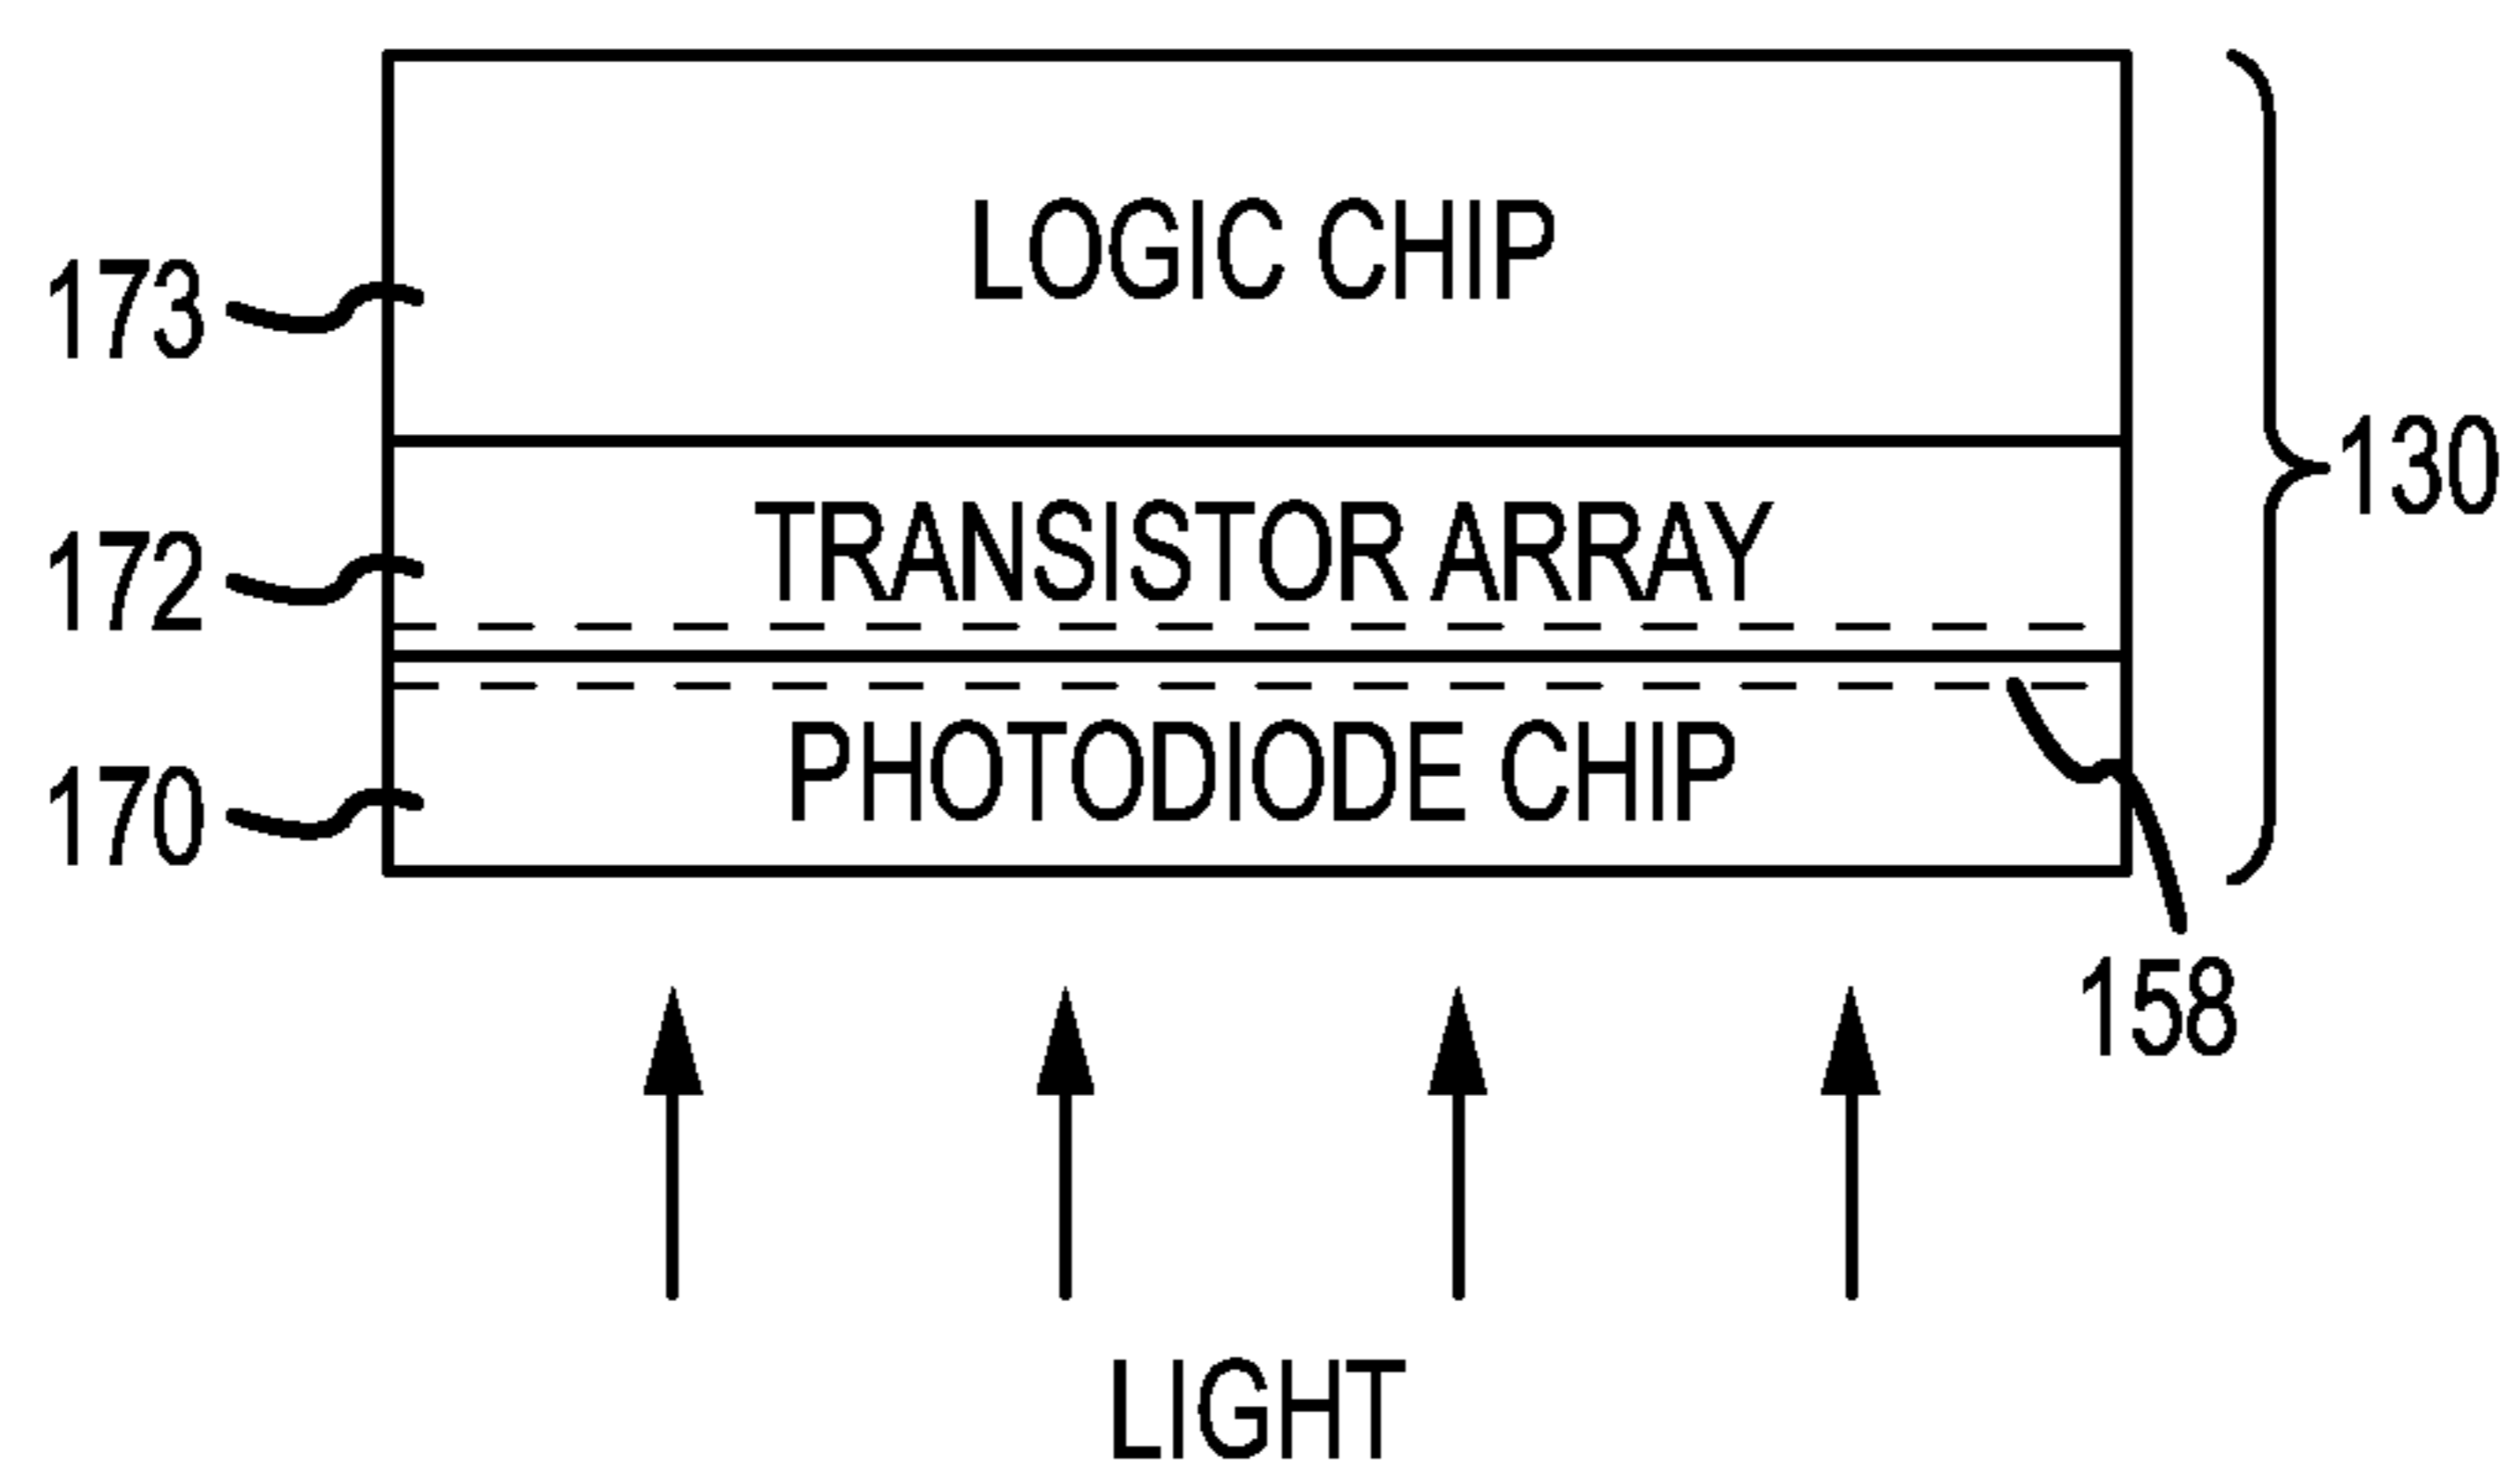 LOGIC CHIP
173
130
TRANSISTOR ARRAY
172
PHOTODIODE CHIP
170
158
LIGHT